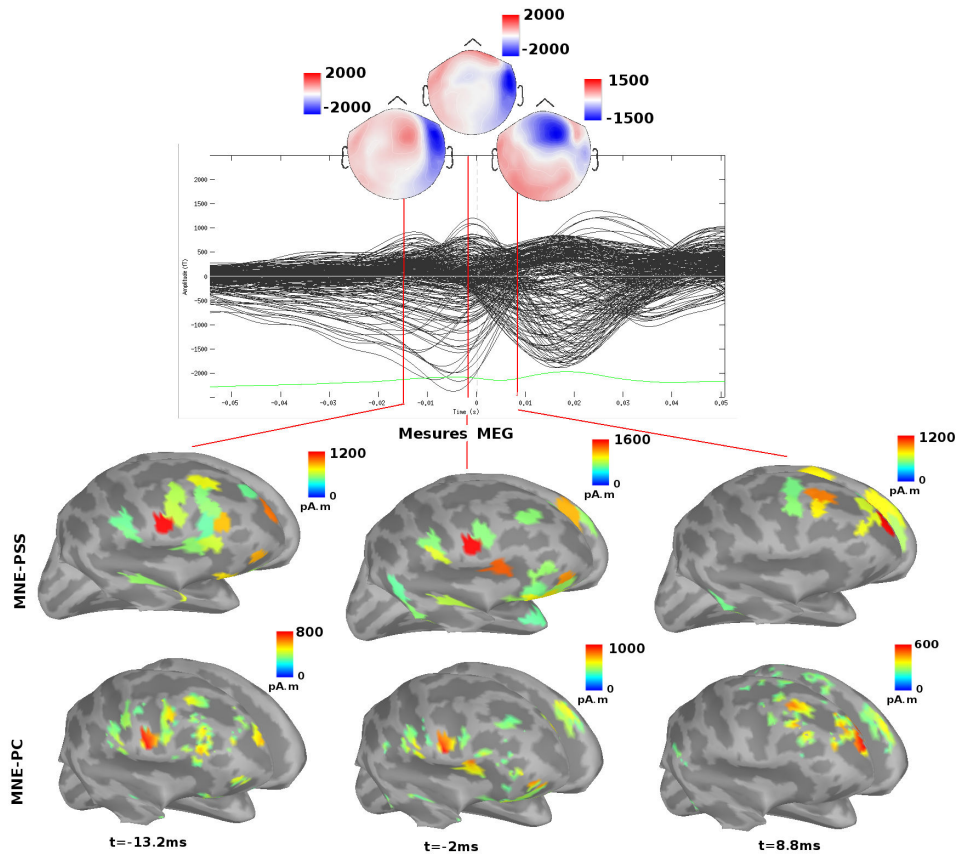 2000
-2000
2000
-2000
1500
-1500
2000
1500
1000
500
0
-500
-1000
-1500
-2000
Amplitude (fT)
-0.05 -0.04 -0.03 -0.02 -0.01 0 0.01 0.02 0.03 0.04 0.05
Time (s)
Mesures MEG
MNE-PSS
1200
0
pA.m
1600
0
pA.m
1200
0
pA.m
MNE-PC
800
0
pA.m
1000
0
pA.m
600
0
pA.m
t=-13.2ms
t=-2ms
t=8.8ms